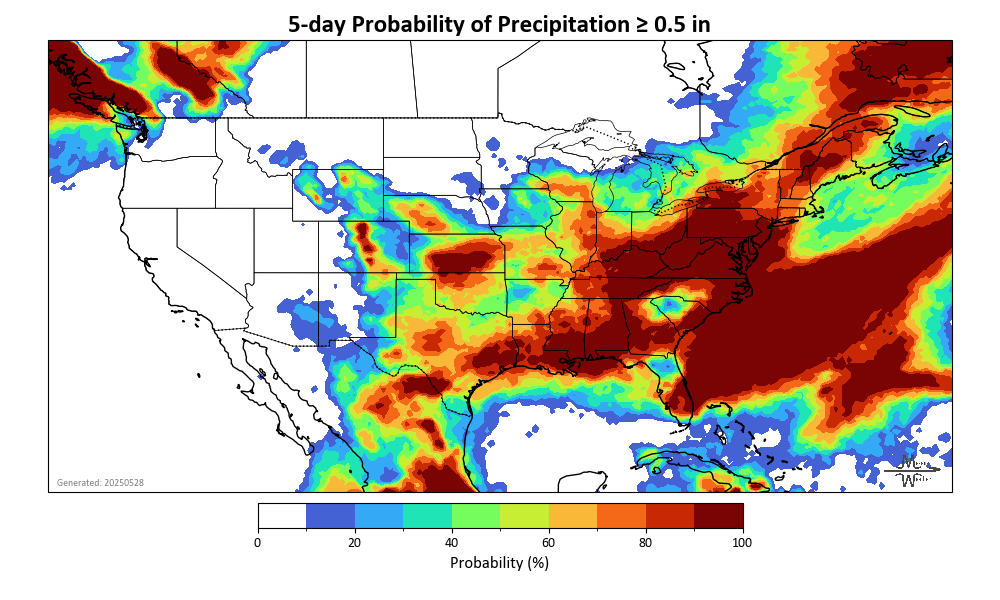 5-day Probability of Precipitation ≥ 0.5 in
Generated: 20250528
0 20 40 60 80 100
Probability (%)